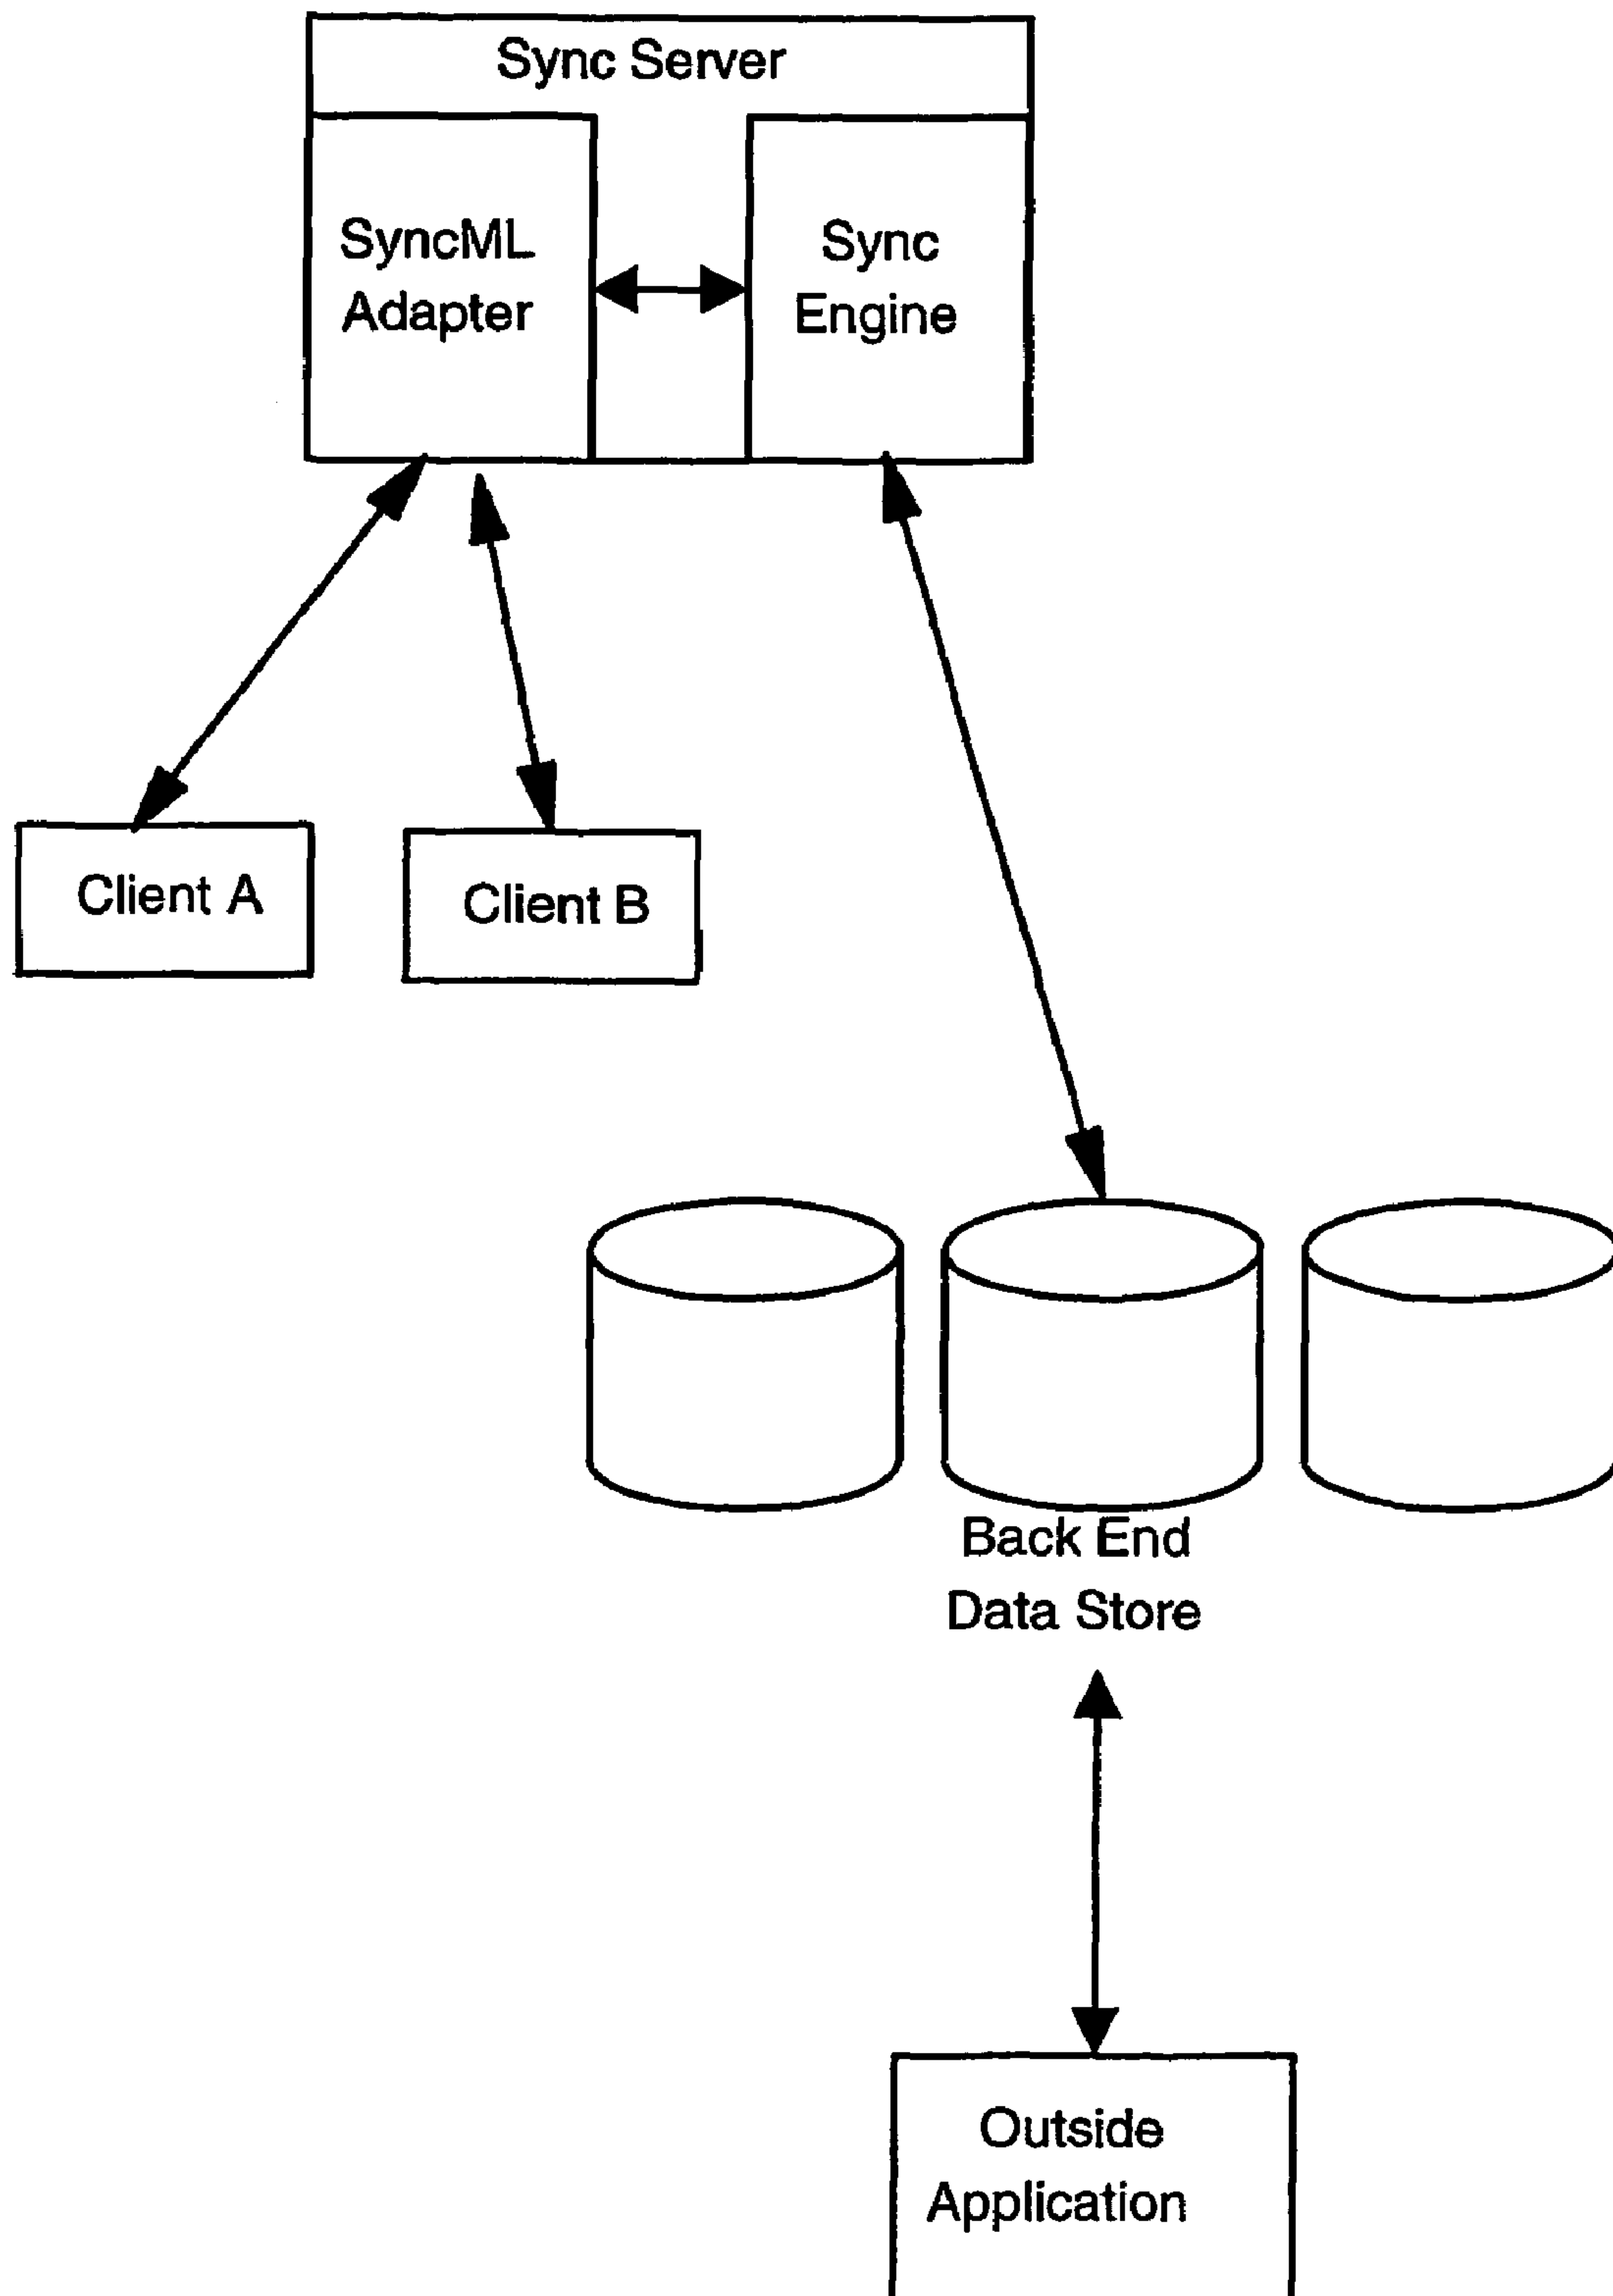 Sync Server
SyncML
Adapter
Sync
Engine
Client A
Client B
Back End
Data Store
Outside
Application